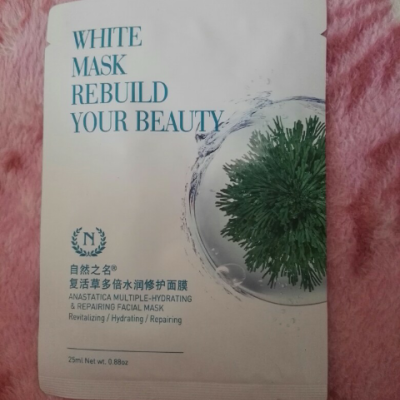 WHITE
MASK
REBUILD
YOUR BEAUTY
N
自然之名®
复活草多倍水润修护面膜
ANASTATICA MULTIPLE-HYDRATING
& REPAIRING FACIAL MASK
Revitalizing / Hydrating / Repairing
25ml Net wt. 0.88oz